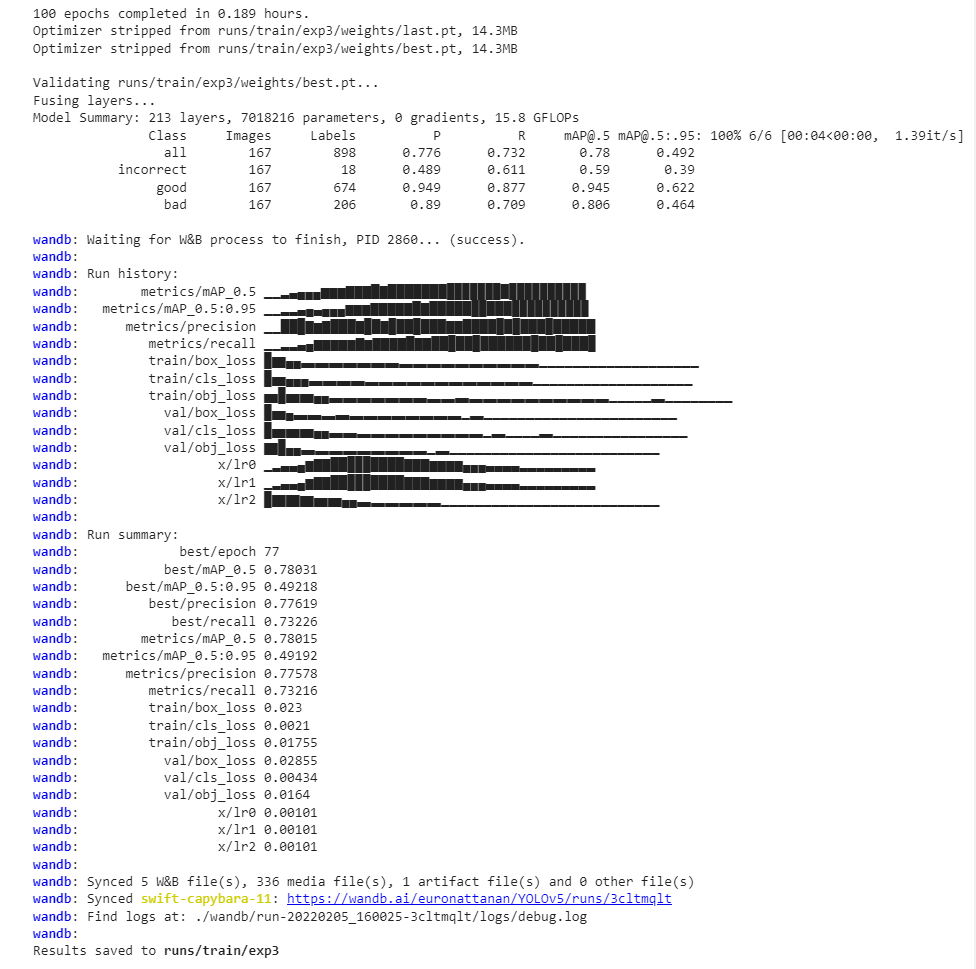 100 epochs completed in 0.189 hours.
Optimizer stripped from runs/train/exp3/weights/last.pt, 14.3MB
Optimizer stripped from runs/train/exp3/weights/best.pt, 14.3MB
Validating runs/train/exp3/weights/best.pt...
Fusing layers...
Model Summary: 213 layers, 7018216 parameters, 0 gradients, 15.8 GFLOPs
Class Images Labels P R mAP@.5 mAP@.5:.95: 100% 6/6 [00:04<00:00, 1.39it/s]
all 167 898 0.776 0.732 0.78 0.492
incorrect 167 18 0.489 0.611 0.59 0.39
good 167 674 0.949 0.877 0.945 0.622
bad 167 206 0.89 0.709 0.806 0.464
wandb: Waiting for W&B process to finish, PID 2860... (success).
wandb:
wandb: Run history:
wandb: metrics/mAP_0.5
wandb: metrics/mAP_0.5:0.95
wandb: metrics/precision
wandb: metrics/recall
wandb: train/box_loss
wandb: train/cls_loss
wandb: train/obj_loss
wandb: val/box_loss
wandb: val/cls_loss
wandb: val/obj_loss
wandb: x/lr0
wandb: x/lr1
wandb: x/lr2
wandb:
wandb: Run summary:
wandb: best/epoch 77
wandb: best/mAP_0.5 0.78031
wandb: best/mAP_0.5:0.95 0.49218
wandb: best/precision 0.77619
wandb: best/recall 0.73226
wandb: metrics/mAP_0.5 0.78015
wandb: metrics/mAP_0.5:0.95 0.49192
wandb: metrics/precision 0.77578
wandb: metrics/recall 0.73216
wandb: train/box_loss 0.023
wandb: train/cls_loss 0.0021
wandb: train/obj_loss 0.01755
wandb: val/box_loss 0.02855
wandb: val/cls_loss 0.00434
wandb: val/obj_loss 0.0164
wandb: x/lr0 0.00101
wandb: x/lr1 0.00101
wandb: x/lr2 0.00101
wandb:
wandb: Synced 5 W&B file(s), 336 media file(s), 1 artifact file(s) and 0 other file(s)
wandb: Synced swift-capybara-11: https://wandb.ai/euronattanan/YOLOv5/runs/3cltmqlt
wandb: Find logs at: ./wandb/run-20220205_160025-3cltmqlt/logs/debug.log
wandb:
Results saved to runs/train/exp3